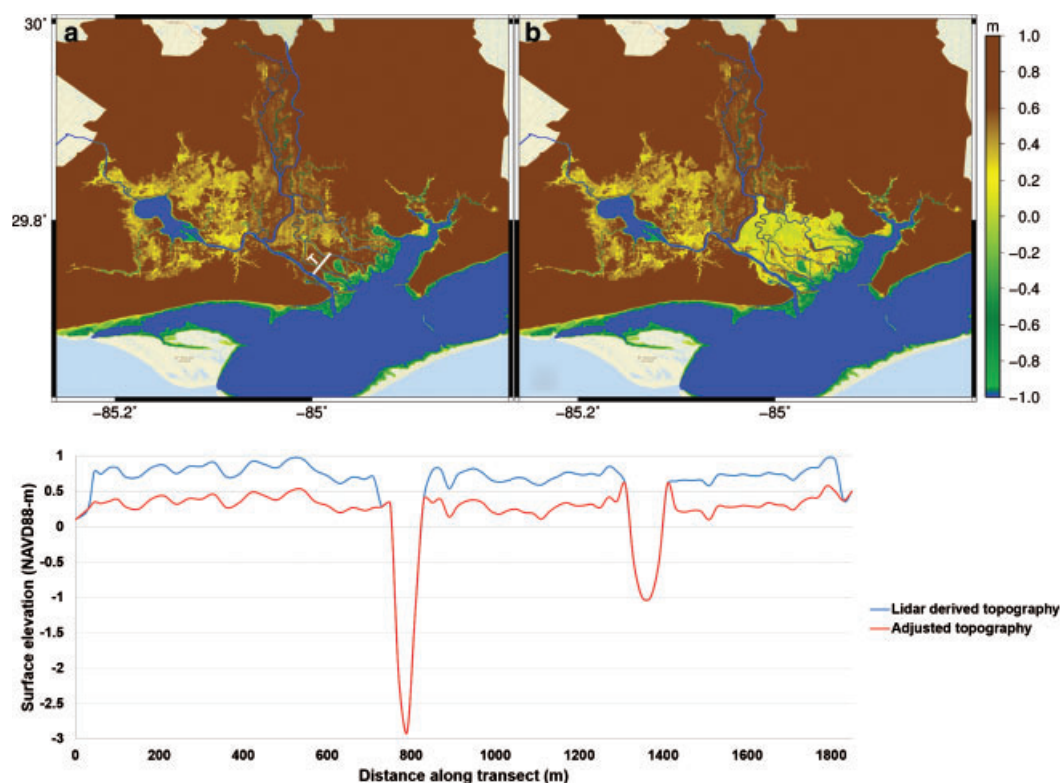 30°
a
b
m
1.0
0.8
0.6
0.4
0.2
0.0
-0.2
-0.4
-0.6
-0.8
-1.0
29.8°
T
-85.2°
-85°
-85.2°
-85°
1
0.5
0
-0.5
-1
-1.5
-2
-2.5
-3
Surface elevation (NAVD88-m)
0 200 400 600 800 1000 1200 1400 1600 1800
Distance along transect (m)
Lidar derived topography
Adjusted topography